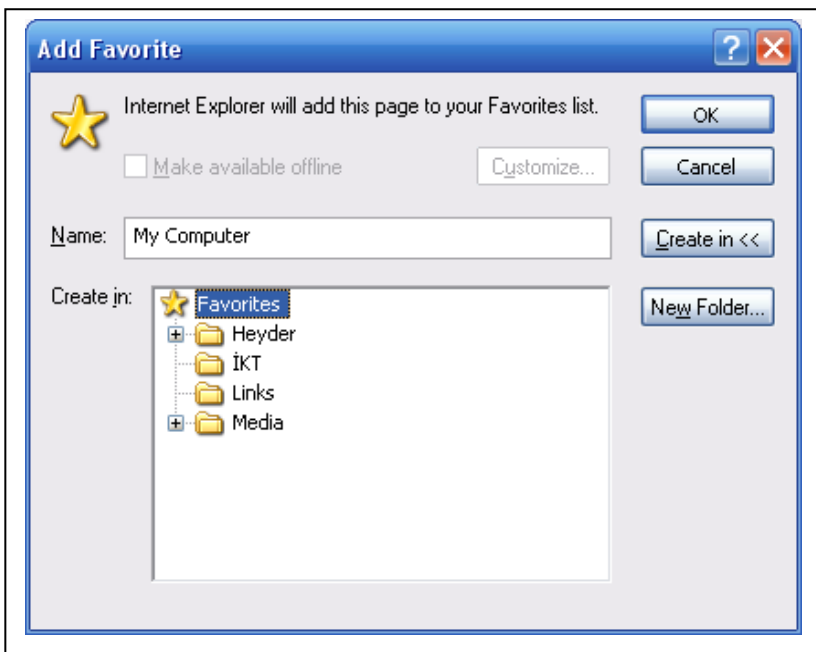 Add Favorite
Internet Explorer will add this page to your Favorites list.
OK
Make available offline
Customize...
Cancel
Name:
My Computer
Create in <<
Create in:
Favorites
New Folder...
Heyder
İKT
Links
Media